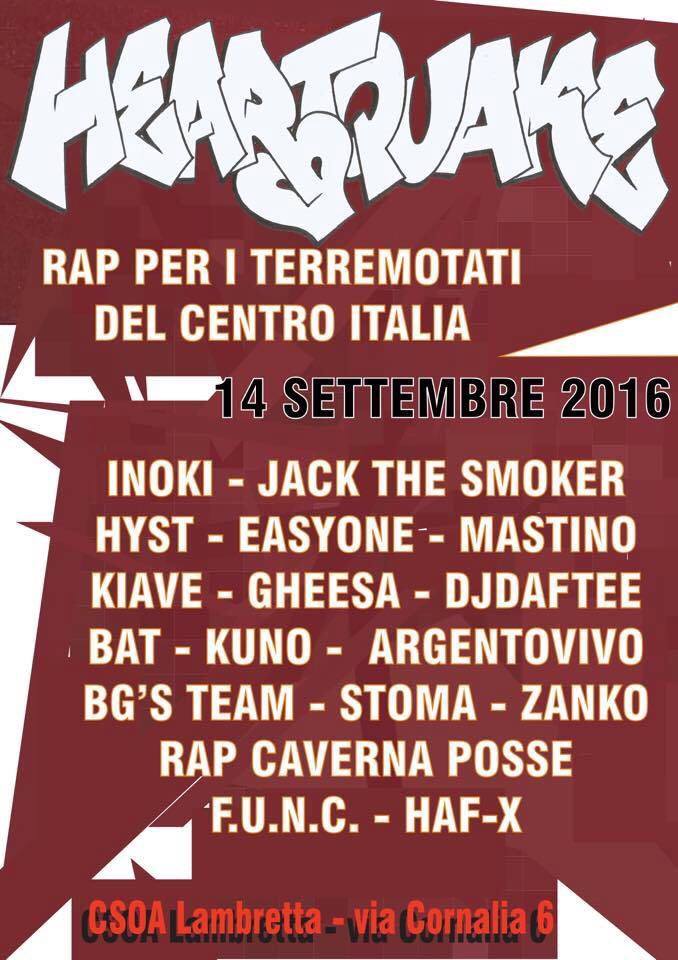 HEARTQUAKE
RAP PER I TERREMOTATI
DEL CENTRO ITALIA
14 SETTEMBRE 2016
INOKI - JACK THE SMOKER
HYST - EASYONE - MASTINO
KIAVE - GHEESA - DJDAFTEE
BAT - KUNO - ARGENTOVIVO
BG'S TEAM - STOMA - ZANKO
RAP CAVERNA POSSE
F.U.N.C. - HAF-X
CSOA Lambretta - via Cornalia 6